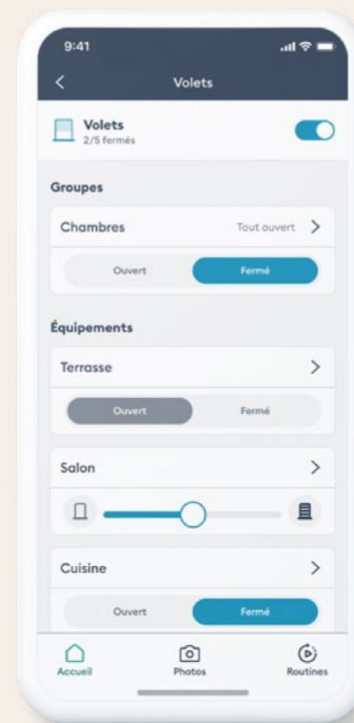 9:41
Volets
Volets
2/5 fermés
Groupes
Chambres Tout ouvert
Ouvert Fermé
Équipements
Terrasse
Ouvert Fermé
Salon
Cuisine
Ouvert Fermé
Accueil Photos Routines